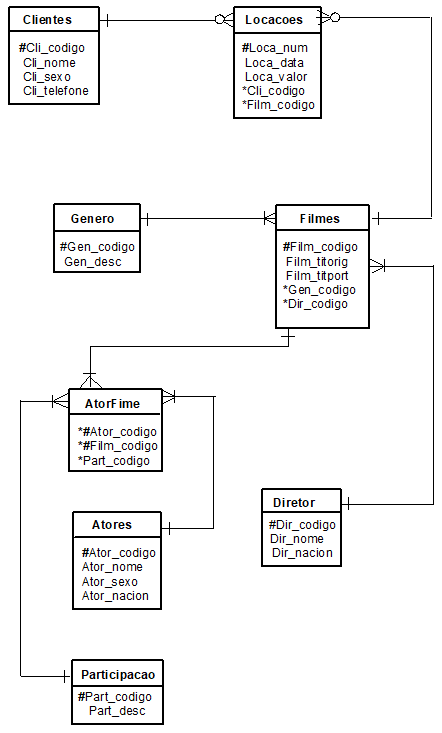 Clientes
#Cli_codigo
Cli_nome
Cli_sexo
Cli_telefone
Locacoes
#Loca_num
Loca_data
Loca_valor
*Cli_codigo
*Film_codigo
Genero
#Gen_codigo
Gen_desc
Filmes
#Film_codigo
Film_titorig
Film_titport
*Gen_codigo
*Dir_codigo
AtorFime
*#Ator_codigo
*#Film_codigo
*Part_codigo
Diretor
#Dir_codigo
Dir_nome
Dir_nacion
Atores
#Ator_codigo
Ator_nome
Ator_sexo
Ator_nacion
Participacao
#Part_codigo
Part_desc